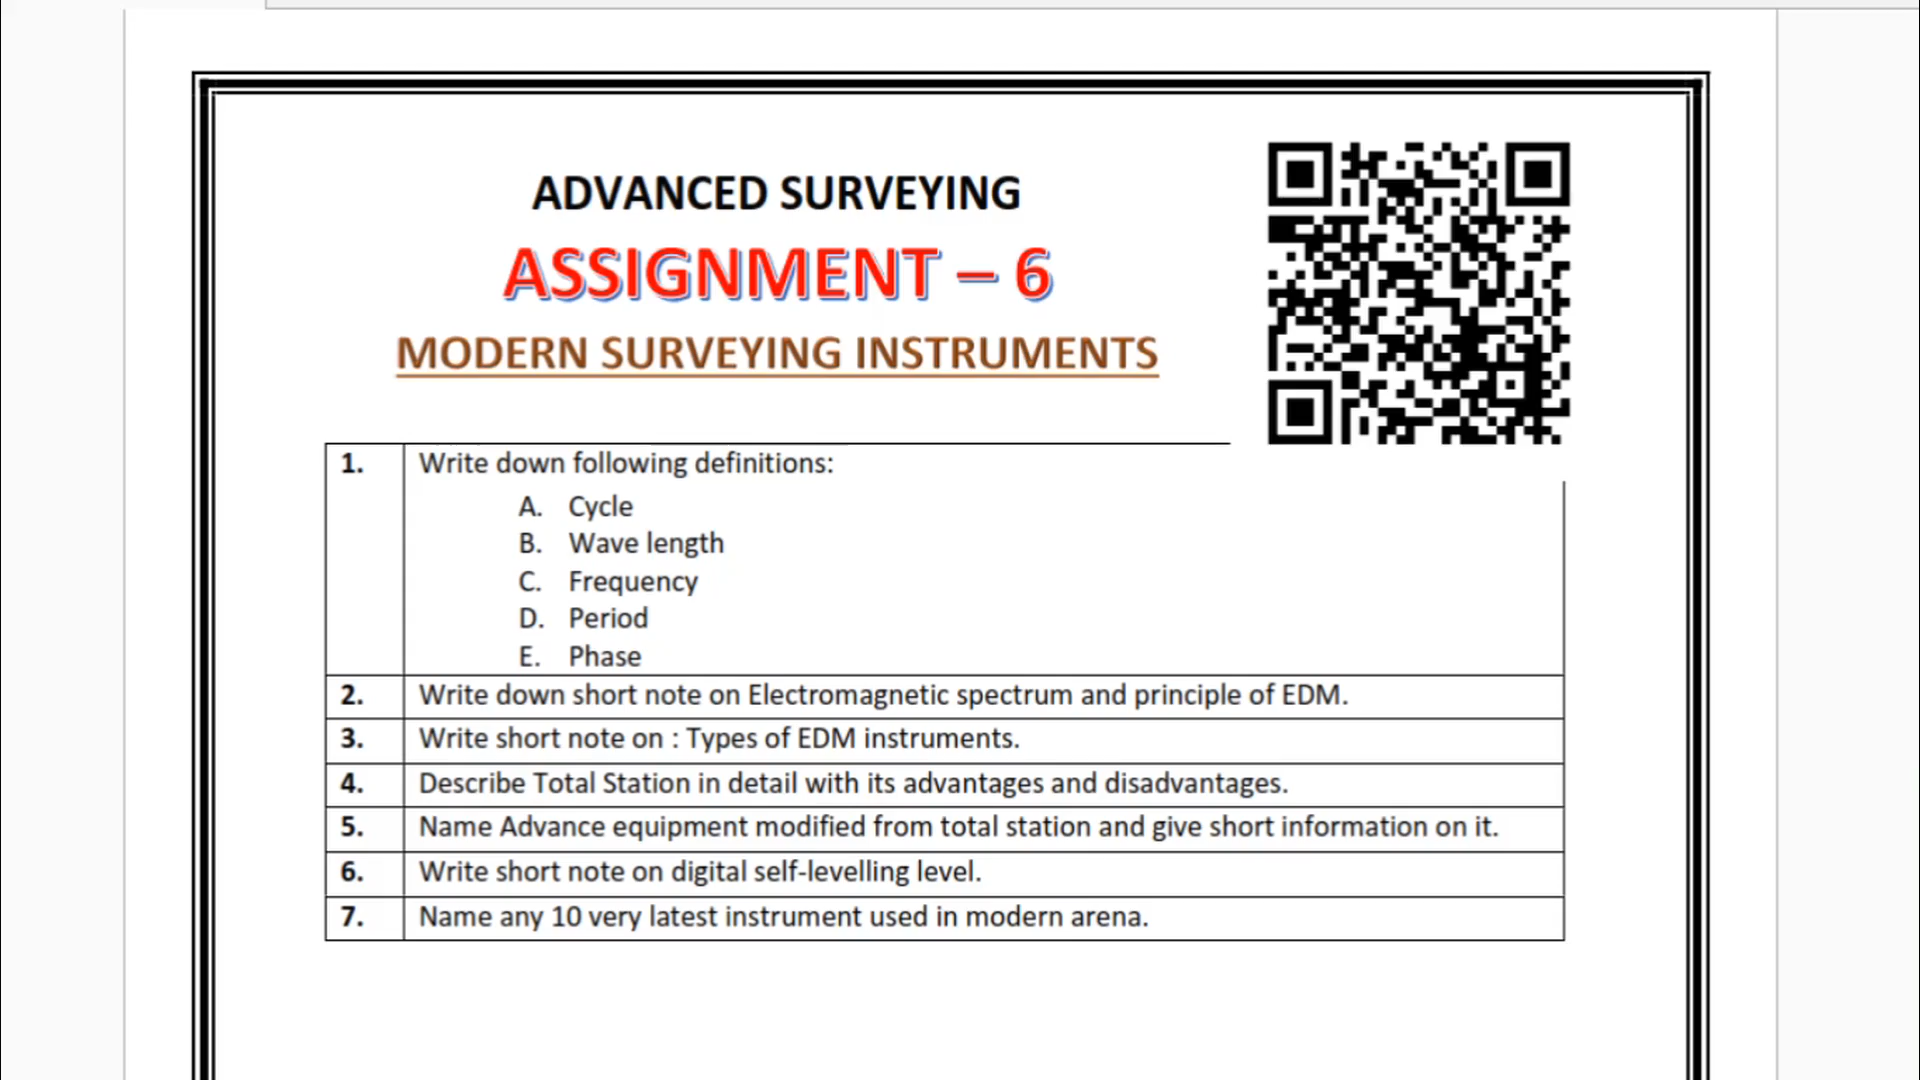 ADVANCED SURVEYING
ASSIGNMENT – 6
MODERN SURVEYING INSTRUMENTS
1. Write down following definitions:
A. Cycle
B. Wave length
C. Frequency
D. Period
E. Phase
2. Write down short note on Electromagnetic spectrum and principle of EDM.
3. Write short note on : Types of EDM instruments.
4. Describe Total Station in detail with its advantages and disadvantages.
5. Name Advance equipment modified from total station and give short information on it.
6. Write short note on digital self-levelling level.
7. Name any 10 very latest instrument used in modern arena.